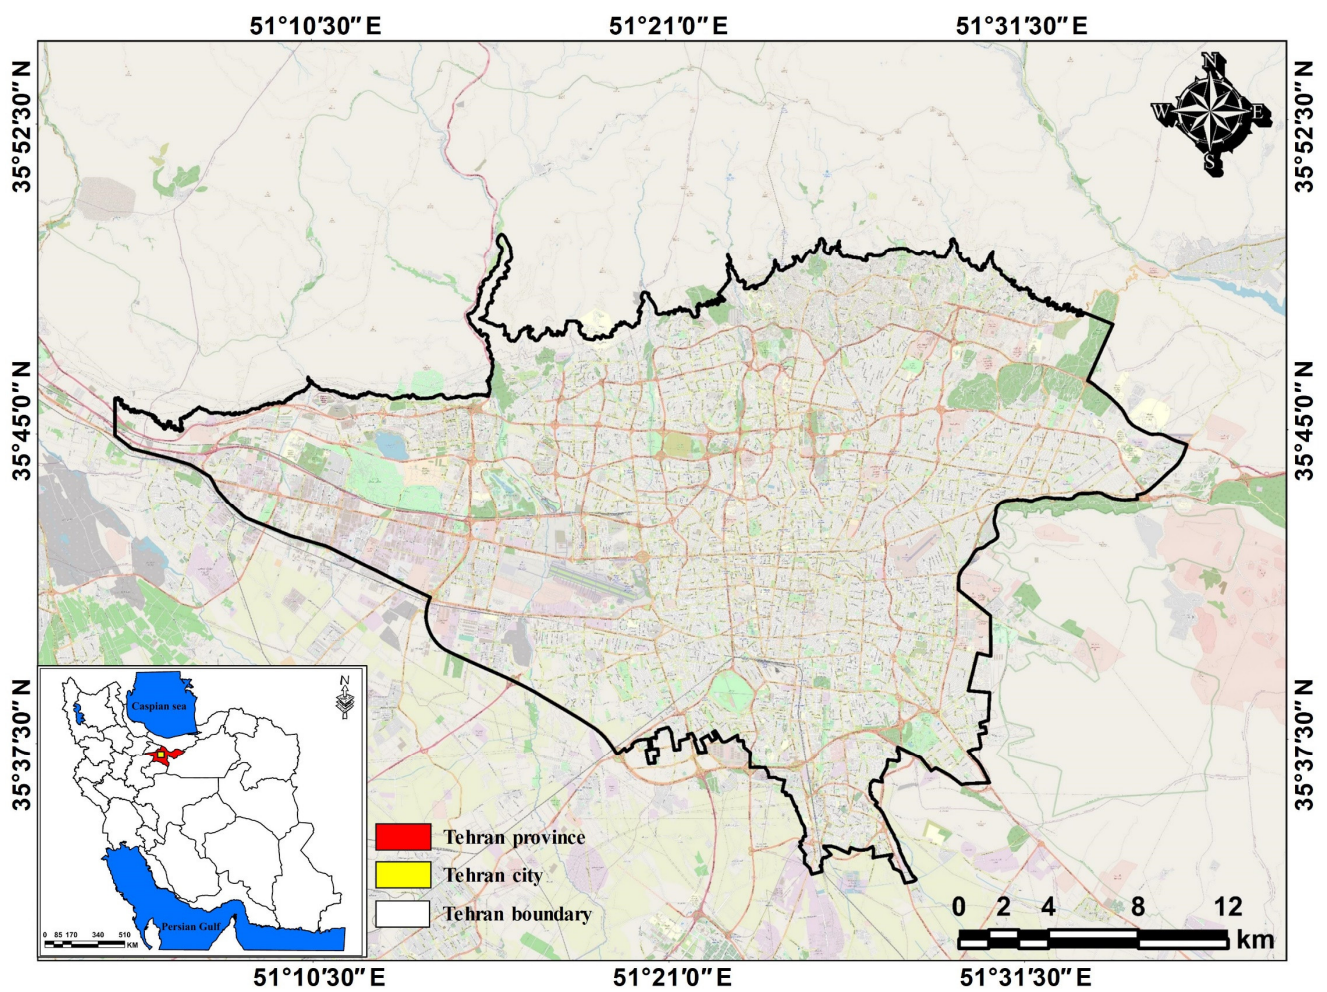 51°10'30" E 51°21'0" E 51°31'30" E
35°52'30" N
35°52'30" N
N
W E
S
35°45'0" N
35°45'0" N
35°37'30" N
35°37'30" N
Caspian sea
N
Persian Gulf
0 85 170 340 510
KM
Tehran province
Tehran city
Tehran boundary
0 2 4 8 12
km
51°10'30" E 51°21'0" E 51°31'30" E